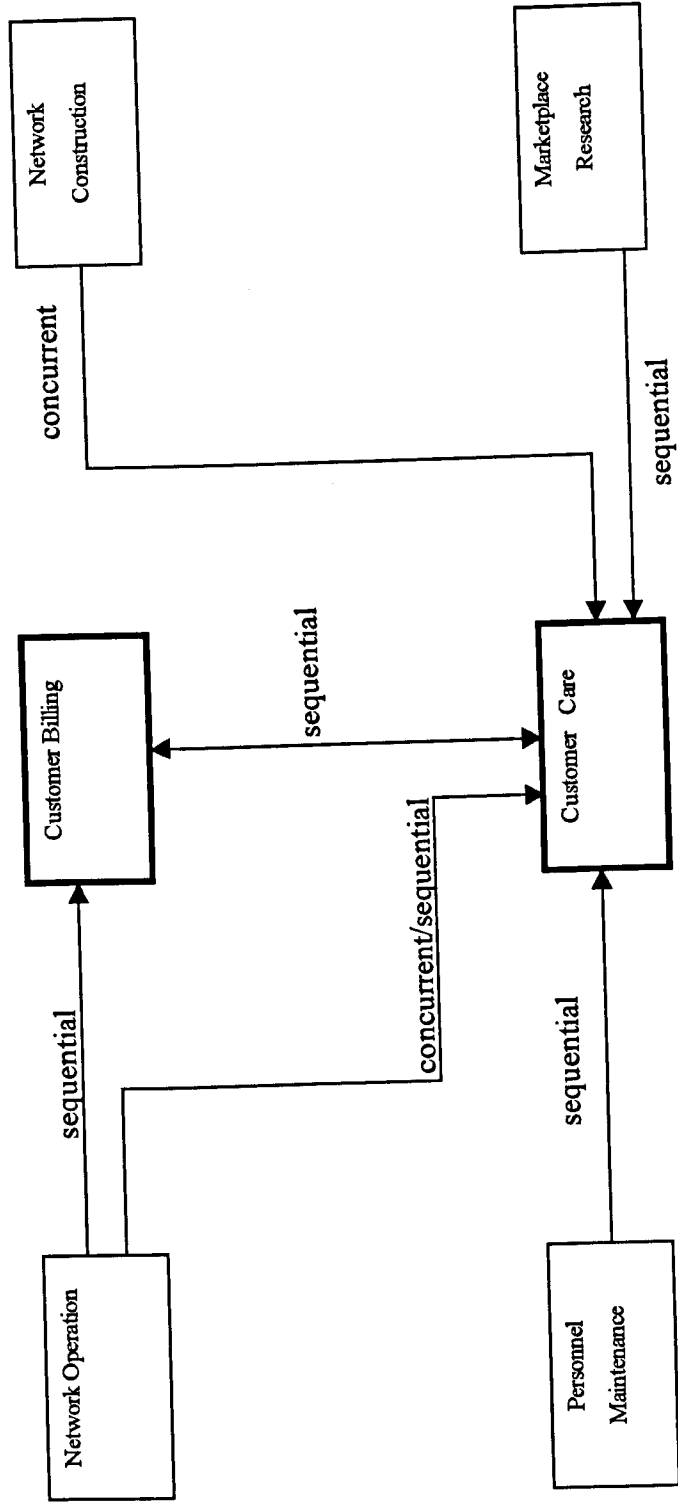 Network Operation
sequential
Customer Billing
concurrent
Network
Construction
concurrent/sequential
sequential
Personnel
Maintenance
sequential
Customer Care
sequential
Marketplace
Research